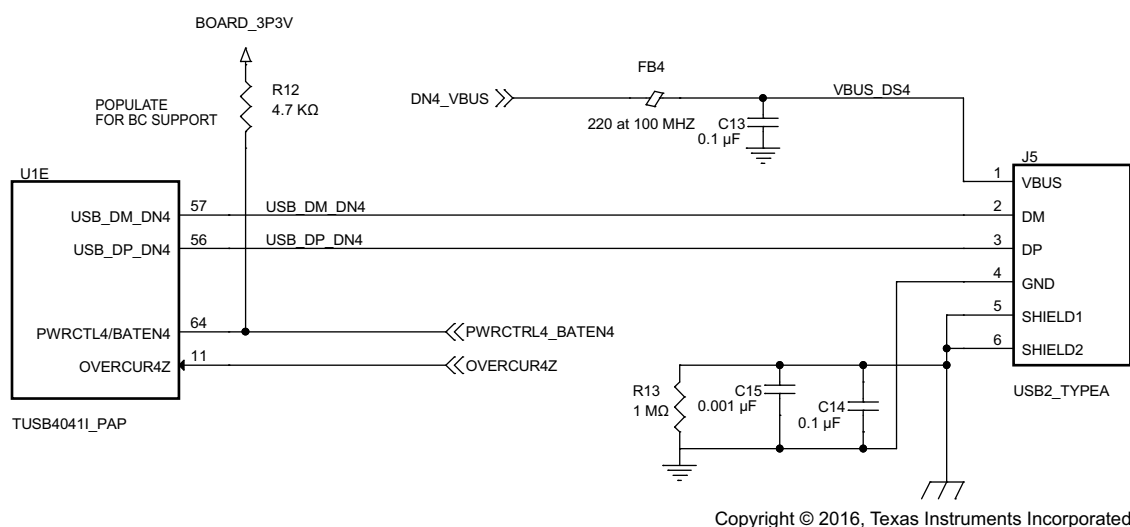 BOARD_3P3V
R12
4.7 KΩ
POPULATE
FOR BC SUPPORT
FB4
DN4_VBUS
VBUS_DS4
220 at 100 MHZ
C13
0.1 µF
J5
1
VBUS
U1E
USB_DM_DN4
57
USB_DM_DN4
2
DM
USB_DP_DN4
56
USB_DP_DN4
3
DP
4
GND
PWRCTL4/BATEN4
64
PWRCTRL4_BATEN4
5
SHIELD1
OVERCUR4Z
11
OVERCUR4Z
6
SHIELD2
R13
1 MΩ
C15
0.001 µF
C14
0.1 µF
USB2_TYPEA
TUSB4041I_PAP
Copyright © 2016, Texas Instruments Incorporated